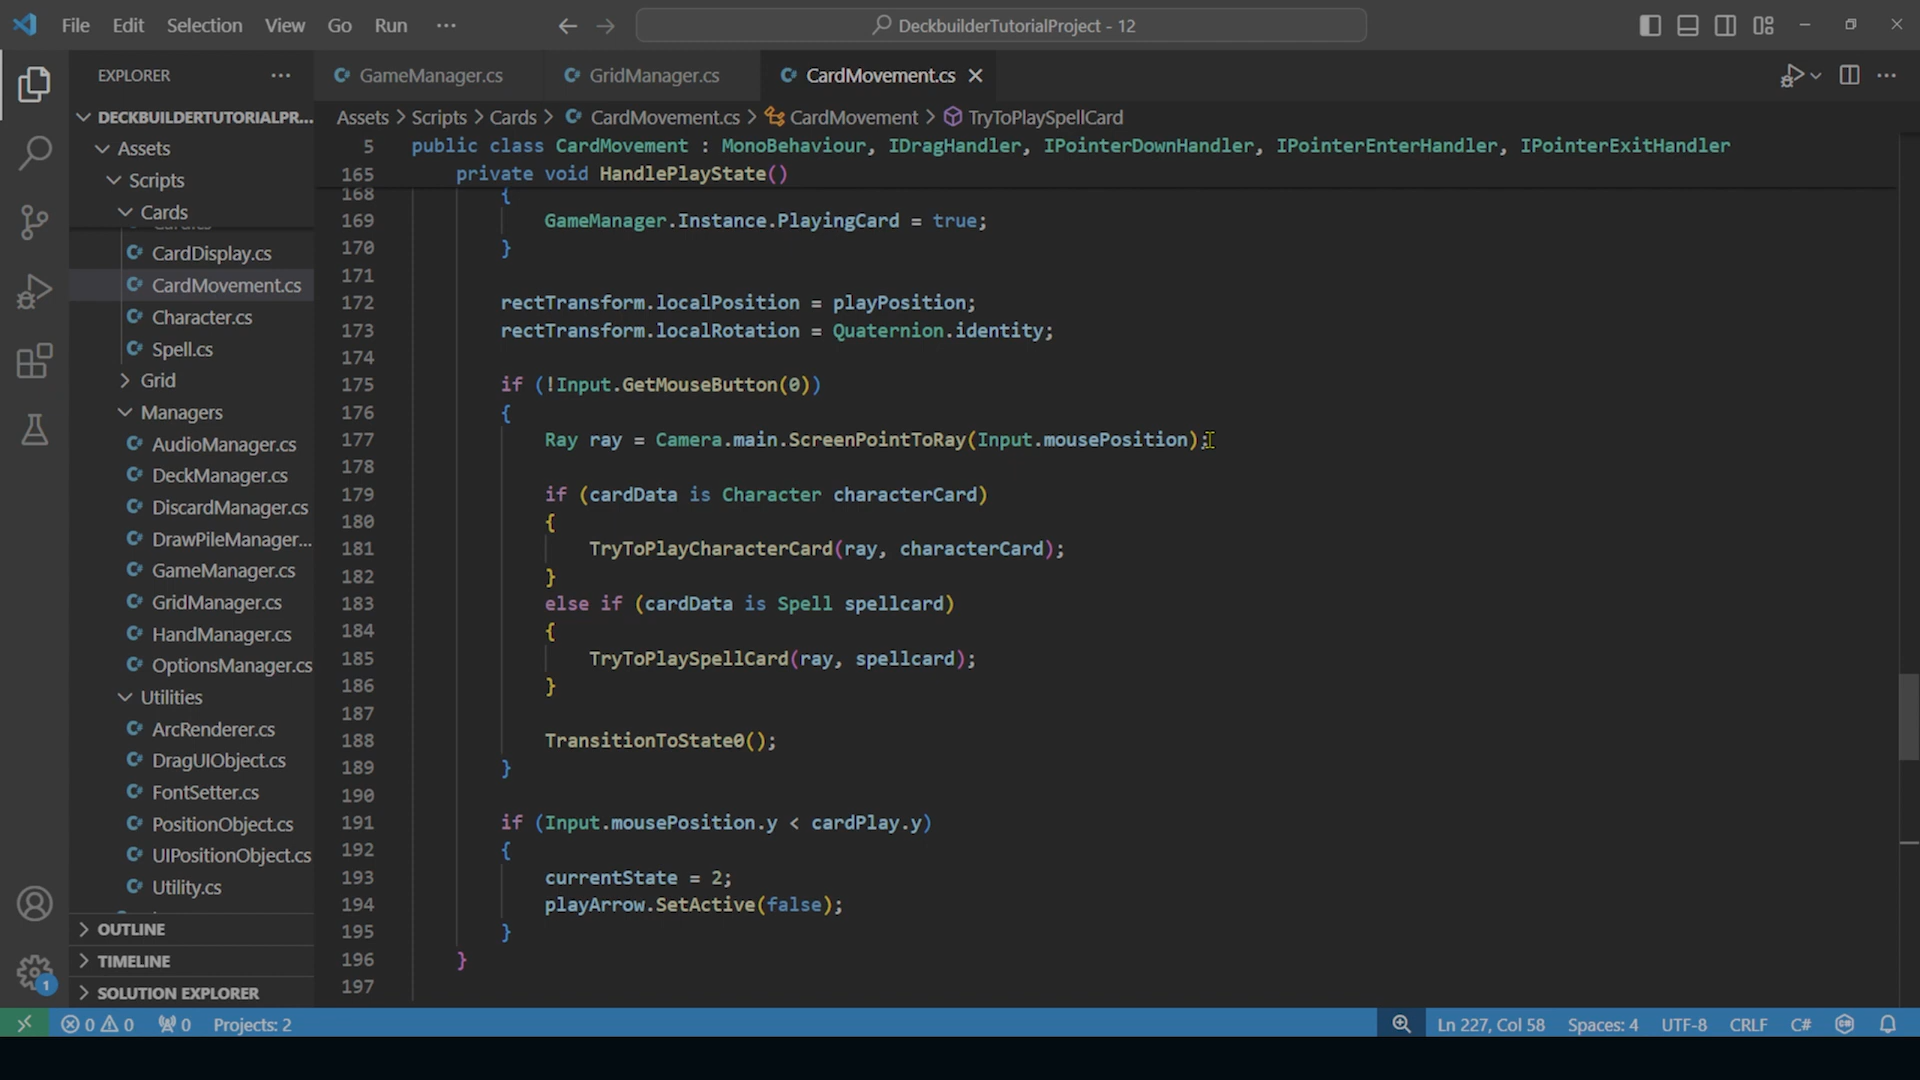 File Edit Selection View Go Run ··· DeckbuilderTutorialProject - 12
EXPLORER ···
GameManager.cs GridManager.cs CardMovement.cs
DECKBUILDERTUTORIALPR...
Assets
Scripts
Cards
CardDisplay.cs
CardMovement.cs
Character.cs
Spell.cs
Grid
Managers
AudioManager.cs
DeckManager.cs
DiscardManager.cs
DrawPileManager...
GameManager.cs
GridManager.cs
HandManager.cs
OptionsManager.cs
Utilities
ArcRenderer.cs
DragUIObject.cs
FontSetter.cs
PositionObject.cs
UIPositionObject.cs
Utility.cs
OUTLINE
TIMELINE
SOLUTION EXPLORER
Assets > Scripts > Cards > CardMovement.cs > CardMovement > TryToPlaySpellCard
5 public class CardMovement : MonoBehaviour, IDragHandler, IPointerDownHandler, IPointerEnterHandler, IPointerExitHandler
165 private void HandlePlayState()
168 {
169 GameManager.Instance.PlayingCard = true;
170 }
171
172 rectTransform.localPosition = playPosition;
173 rectTransform.localRotation = Quaternion.identity;
174
175 if (!Input.GetMouseButton(0))
176 {
177 Ray ray = Camera.main.ScreenPointToRay(Input.mousePosition);
178
179 if (cardData is Character characterCard)
180 {
181 TryToPlayCharacterCard(ray, characterCard);
182 }
183 else if (cardData is Spell spellcard)
184 {
185 TryToPlaySpellCard(ray, spellcard);
186 }
187
188 TransitionToState0();
189 }
190
191 if (Input.mousePosition.y < cardPlay.y)
192 {
193 currentState = 2;
194 playArrow.SetActive(false);
195 }
196 }
197
1
0 0 0 Projects: 2 Ln 227, Col 58 Spaces: 4 UTF-8 CRLF C#